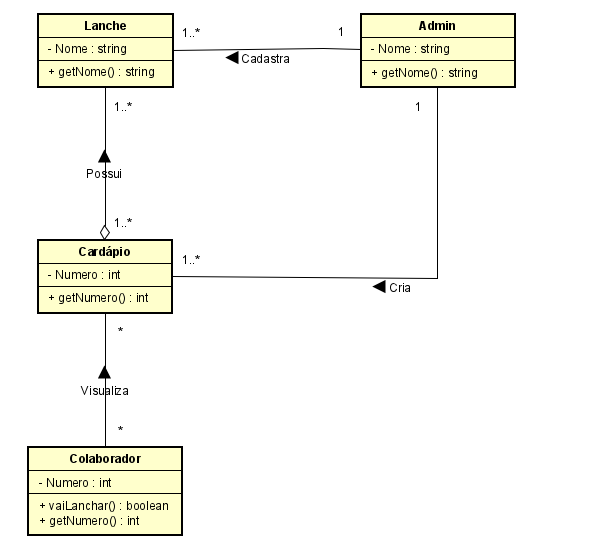 Lanche
- Nome : string
+ getNome() : string
1..*
1
Cadastra
Admin
- Nome : string
+ getNome() : string
1..*
1
Possui
1..*
Cardápio
- Numero : int
+ getNumero() : int
1..*
Cria
*
Visualiza
*
Colaborador
- Numero : int
+ vaiLanchar() : boolean
+ getNumero() : int